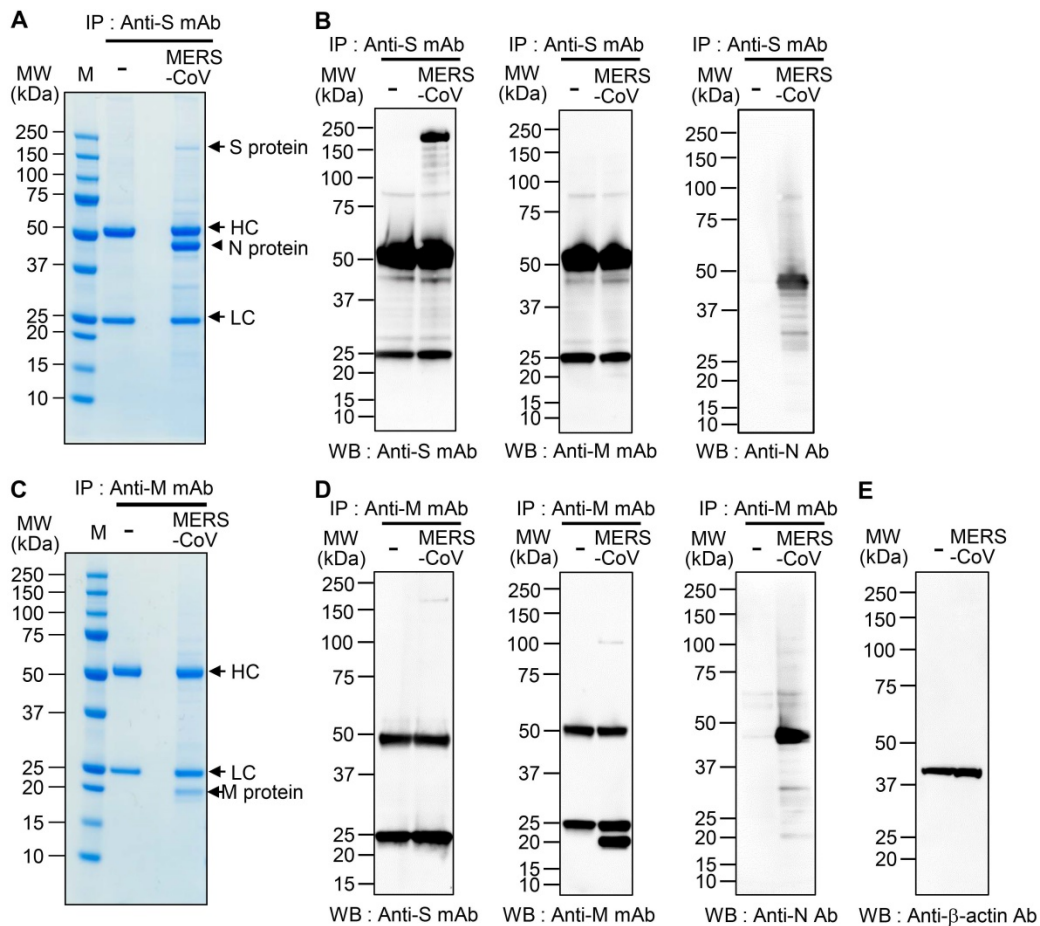 A
IP : Anti-S mAb
MW
(kDa)
M
-
MERS
-CoV
250
150
100
75
50
37
25
20
15
10
S protein
HC
N protein
LC
B
IP : Anti-S mAb
MW
(kDa)
-
MERS
-CoV
250
150
100
75
50
37
25
20
15
10
WB : Anti-S mAb
IP : Anti-S mAb
MW
(kDa)
-
MERS
-CoV
250
150
100
75
50
37
25
20
15
10
WB : Anti-M mAb
IP : Anti-S mAb
MW
(kDa)
-
MERS
-CoV
250
150
100
75
50
37
25
20
15
10
WB : Anti-N Ab
C
IP : Anti-M mAb
MW
(kDa)
M
-
MERS
-CoV
250
150
100
75
50
37
25
20
15
10
HC
LC
M protein
D
IP : Anti-M mAb
MW
(kDa)
-
MERS
-CoV
250
150
100
75
50
37
25
20
15
WB : Anti-S mAb
IP : Anti-M mAb
MW
(kDa)
-
MERS
-CoV
250
150
100
75
50
37
25
20
15
10
WB : Anti-M mAb
IP : Anti-M mAb
MW
(kDa)
-
MERS
-CoV
250
150
100
75
50
37
25
20
15
10
WB : Anti-N Ab
E
MW
(kDa)
-
MERS
-CoV
250
150
100
75
50
37
25
20
WB : Anti-β-actin Ab